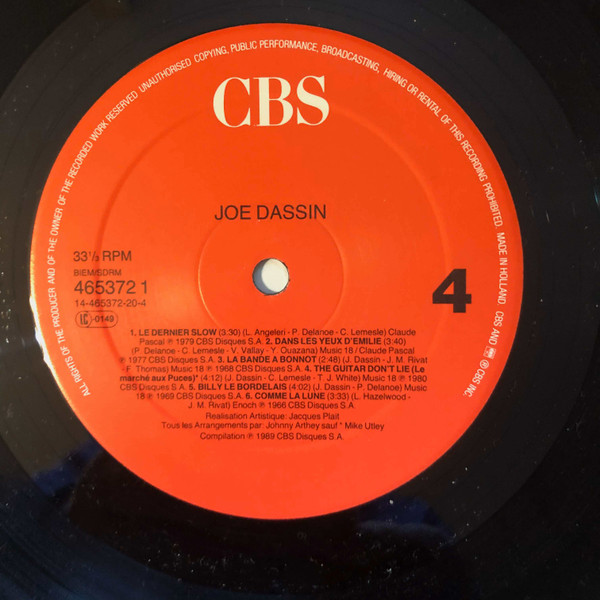 ALL RIGHTS OF THE PRODUCER AND OF THE OWNER OF THE RECORDED WORK RESERVED UNAUTHORISED COPYING, PUBLIC PERFORMANCE, BROADCASTING, HIRING OR RENTAL OF THIS RECORDING PROHIBITED. MADE IN HOLLAND CBS AND ℗ CBS INC.
CBS
JOE DASSIN
33⅓ RPM
BIEM/SDRM
465372 1
14-465372-20-4
LC 0149
4
1. LE DERNIER SLOW (3:30) (L. Angeleri - P. Delanoe - C. Lemesle) Claude
Pascal ℗ 1979 CBS Disques S.A. 2. DANS LES YEUX D'EMILIE (3:40)
(P. Delanoe - C. Lemesle - V. Vallay - Y. Ouazana) Music 18 / Claude Pascal
℗ 1977 CBS Disques S.A. 3. LA BANDE A BONNOT (2:48) (J. Dassin - J. M. Rivat
- F. Thomas) Music 18 ℗ 1968 CBS Disques S.A. 4. THE GUITAR DON'T LIE (Le
marché aux Puces)* (4:12) (J. Dassin - C. Lemesle - T. J. White) Music 18 ℗ 1980
CBS Disques S.A. 5. BILLY LE BORDELAIS (4:02) (J. Dassin - P. Delanoe) Music
18 ℗ 1969 CBS Disques S.A. 6. COMME LA LUNE (3:33) (L. Hazelwood -
J. M. Rivat) Enoch ℗ 1966 CBS Disques S.A.
Réalisation Artistique: Jacques Plait
Tous les Arrangements par: Johnny Arthey sauf * Mike Utley
Compilation ℗ 1989 CBS Disques S.A.